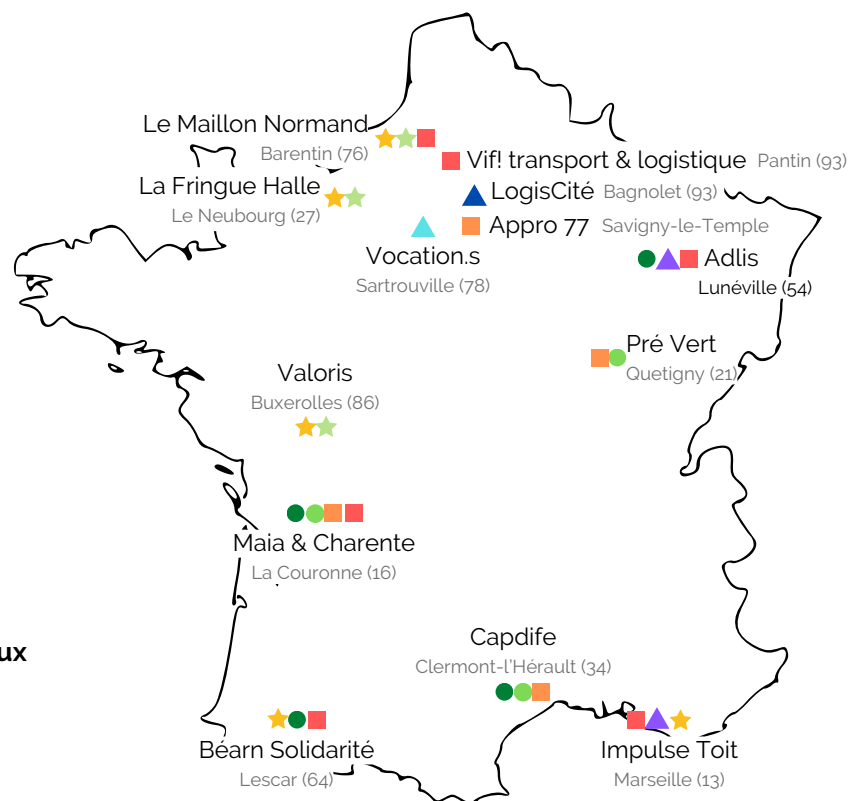 Le Maillon Normand
Barentin (76)
Vif! transport & logistique Pantin (93)
La Fringue Halle
Le Neubourg (27)
LogisCité Bagnolet (93)
Appro 77 Savigny-le-Temple
Vocation.s
Sartrouville (78)
Adlis
Lunéville (54)
Pré Vert
Quetigny (21)
Valoris
Buxerolles (86)
Maia & Charente
La Couronne (16)
ux
Capdife
Clermont-l'Hérault (34)
Béarn Solidarité
Lescar (64)
Impulse Toit
Marseille (13)